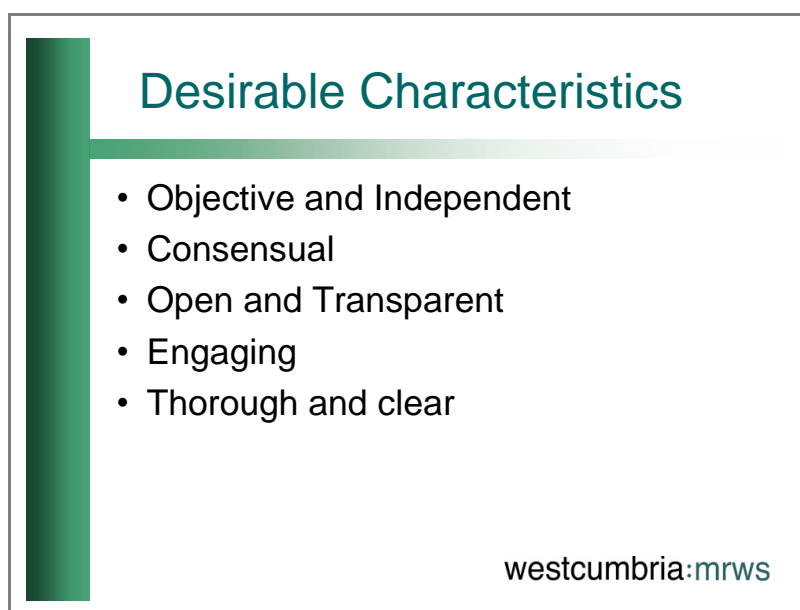 Desirable Characteristics
• Objective and Independent
• Consensual
• Open and Transparent
• Engaging
• Thorough and clear
westcumbria:mrws